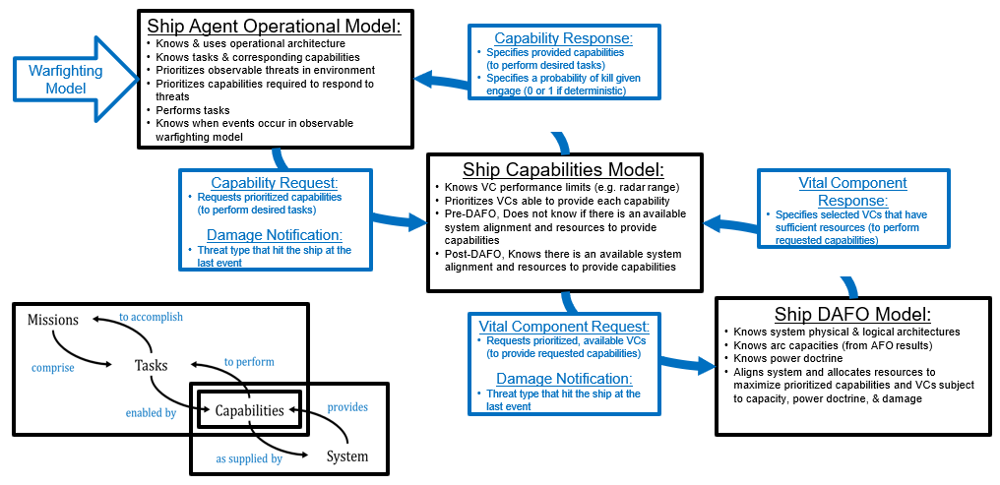 Warfighting
Model
Ship Agent Operational Model:
• Knows & uses operational architecture
• Knows tasks & corresponding capabilities
• Prioritizes observable threats in environment
• Prioritizes capabilities required to respond to
threats
• Performs tasks
• Knows when events occur in observable
warfighting model
Capability Response:
• Specifies provided capabilities
(to perform desired tasks)
• Specifies a probability of kill given
engage (0 or 1 if deterministic)
Capability Request:
• Requests prioritized capabilities
(to perform desired tasks)
Damage Notification:
• Threat type that hit the ship at the
last event
Ship Capabilities Model:
• Knows VC performance limits (e.g. radar range)
• Prioritizes VCs able to provide each capability
• Pre-DAFO, Does not know if there is an available
system alignment and resources to provide
capabilities
• Post-DAFO, Knows there is an available system
alignment and resources to provide capabilities
Vital Component
Response:
• Specifies selected VCs that have
sufficient resources (to perform
requested capabilities)
Vital Component Request:
• Requests prioritized, available VCs
(to provide requested capabilities)
Damage Notification:
• Threat type that hit the ship at the
last event
Ship DAFO Model:
• Knows system physical & logical architectures
• Knows arc capacities (from AFO results)
• Knows power doctrine
• Aligns system and allocates resources to
maximize prioritized capabilities and VCs subject
to capacity, power doctrine, & damage
Missions
to accomplish
comprise
Tasks
to perform
enabled by
Capabilities
provides
as supplied by
System